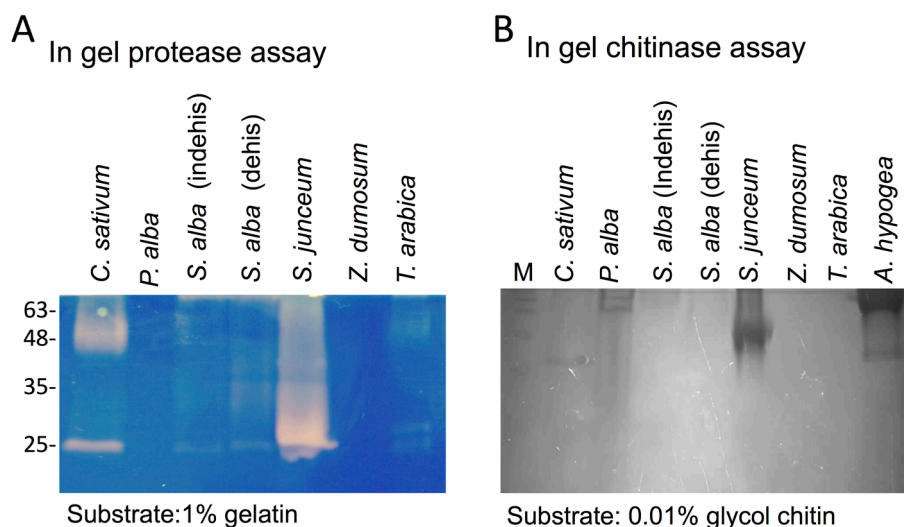 A
In gel protease assay
C. sativum
P. alba
S. alba (indehis)
S. alba (dehis)
S. junceum
Z. dumosum
T. arabica
63-
48-
35-
25-
Substrate:1% gelatin
B
In gel chitinase assay
M
C. sativum
P. alba
S. alba (Indehis)
S. alba (dehis)
S. junceum
Z. dumosum
T. arabica
A. hypogea
Substrate: 0.01% glycol chitin